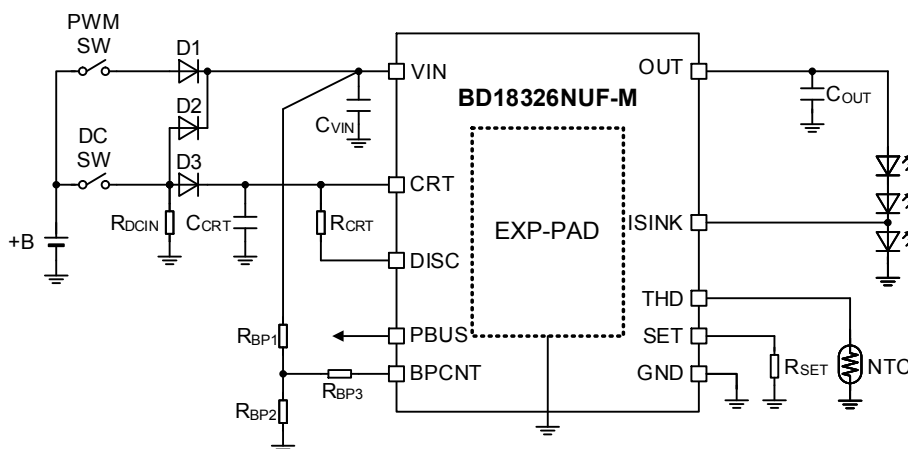 PWM
SW
D1
VIN
OUT
BD18326NUF-M
D2
CVIN
COUT
DC
SW
D3
CRT
RDCIN
CCRT
RCRT
EXP-PAD
ISINK
+B
DISC
THD
RBP1
PBUS
SET
BPCNT
RBP3
GND
RSET
NTC
RBP2